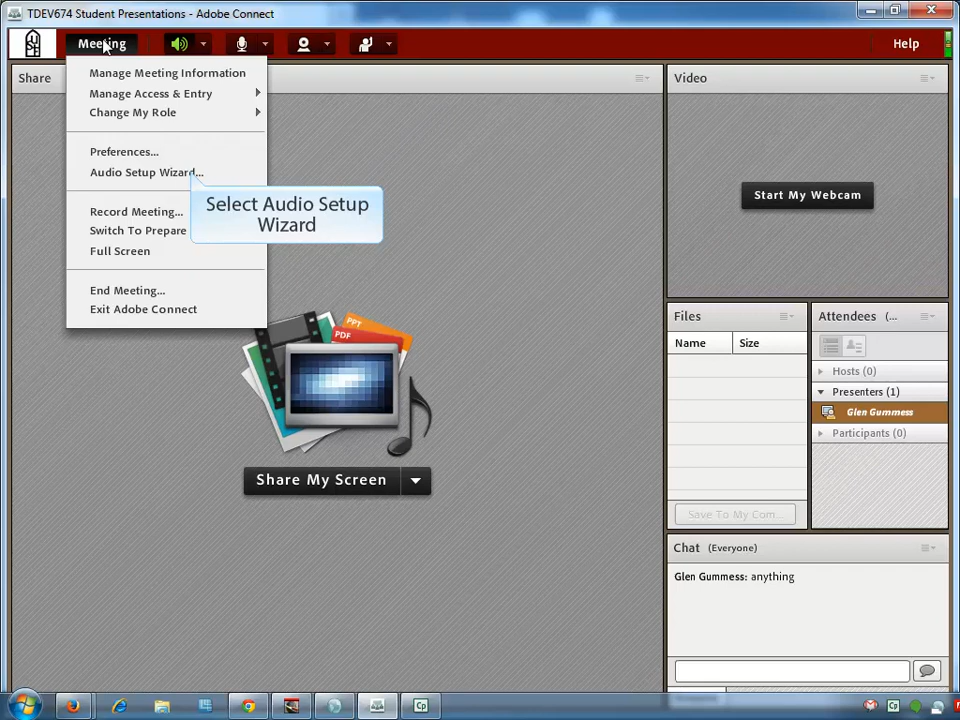 TDEV674 Student Presentations - Adobe Connect
Meeting
Help
Manage Meeting Information
Manage Access & Entry
Change My Role
Preferences...
Audio Setup Wizard...
Select Audio Setup
Wizard
Record Meeting...
Switch To Prepare
Full Screen
End Meeting...
Exit Adobe Connect
Share
PPT
PDF
Share My Screen
Video
Start My Webcam
Files
Name Size
Save To My Com...
Attendees (...
Hosts (0)
Presenters (1)
Glen Gummess
Participants (0)
Chat (Everyone)
Glen Gummess: anything
Cp
Cp